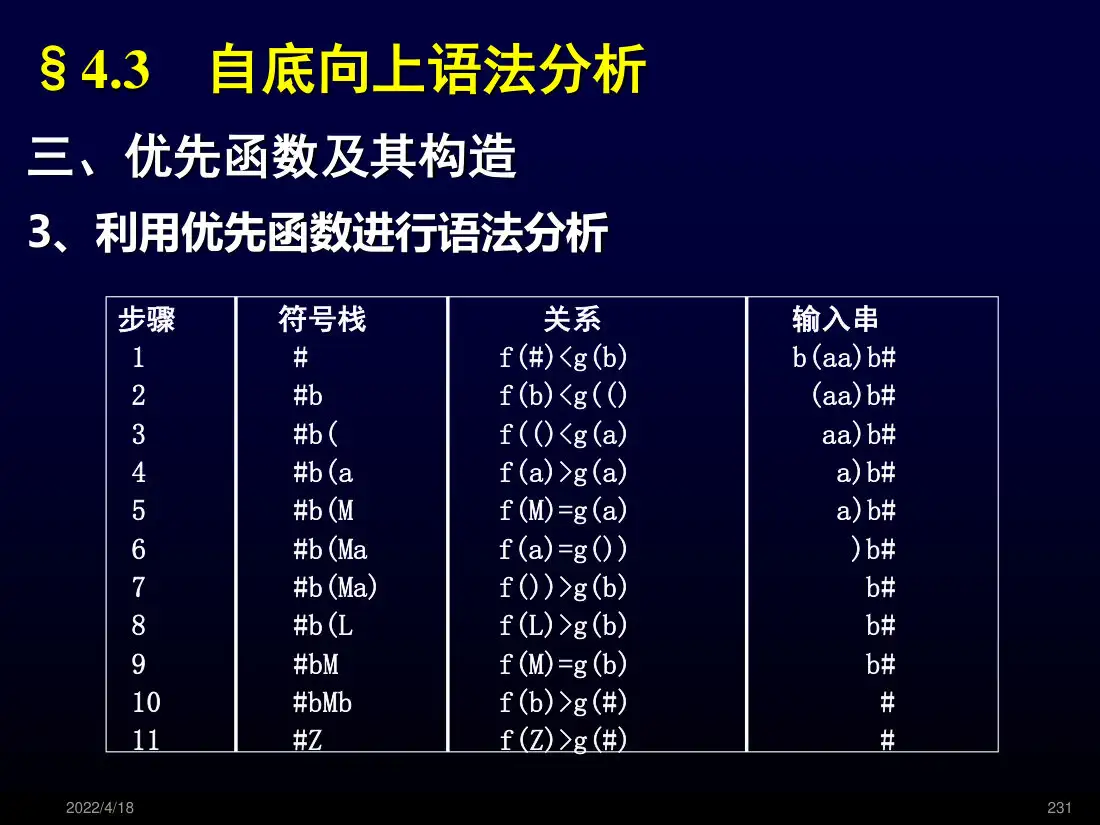 §4.3 自底向上语法分析
三、优先函数及其构造
3、利用优先函数进行语法分析
步骤 符号栈 关系 输入串
1 # f(#)<g(b) b(aa)b#
2 #b f(b)<g(() (aa)b#
3 #b( f(()<g(a) aa)b#
4 #b(a f(a)>g(a) a)b#
5 #b(M f(M)=g(a) a)b#
6 #b(Ma f(a)=g()) )b#
7 #b(Ma) f())>g(b) b#
8 #b(L f(L)>g(b) b#
9 #bM f(M)=g(b) b#
10 #bMb f(b)>g(#) #
11 #Z f(Z)>g(#) #
2022/4/18 231